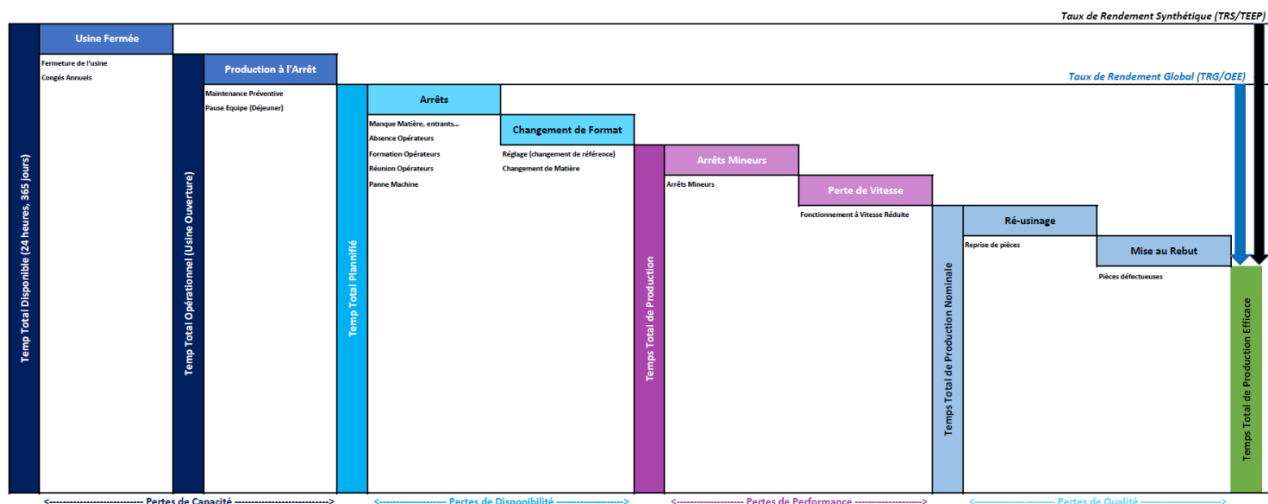 Taux de Rendement Synthétique (TRS/TEEP)
Usine Fermée
Fermeture de l'usine
Congés Annuels
Production à l'Arrêt
Maintenance Préventive
Pause Equipe (Déjeuner)
Taux de Rendement Global (TRG/OEE)
Arrêts
Manque Matière, entrants...
Absence Opérateurs
Formation Opérateurs
Réunion Opérateurs
Panne Machine
Changement de Format
Réglage (changement de référence)
Changement de Matière
Arrêts Mineurs
Arrêts Mineurs
Perte de Vitesse
Fonctionnement à Vitesse Réduite
Ré-usinage
Reprise de pièces
Mise au Rebut
Pièces défectueuses
Temp Total Disponible (24 heures, 365 jours)
Temp Total Opérationnel (Usine Ouverture)
Temp Total Plannifié
Temps Total de Production
Temps Total de Production Nominale
Temps Total de Production Efficace
Pertes de Capacité
Pertes de Disponibilité
Pertes de Performance
Pertes de Qualité